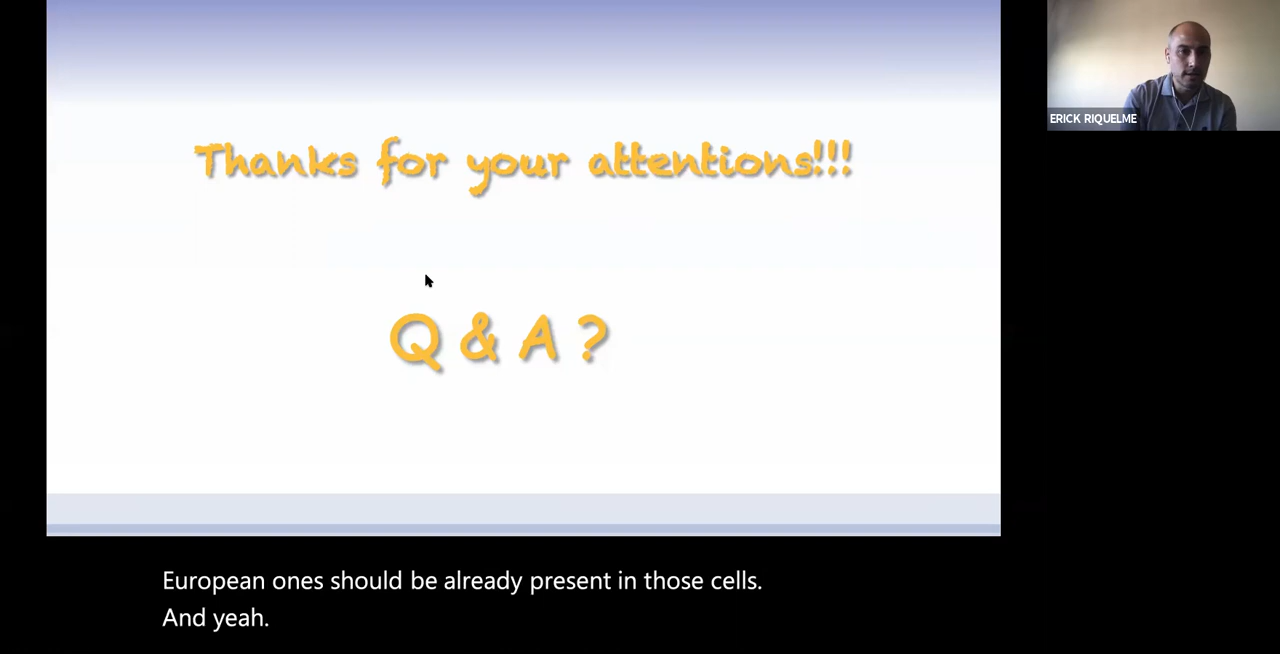 Thanks for your attentions!!!
ERICK RIQUELME
Q & A ?
European ones should be already present in those cells.
And yeah.